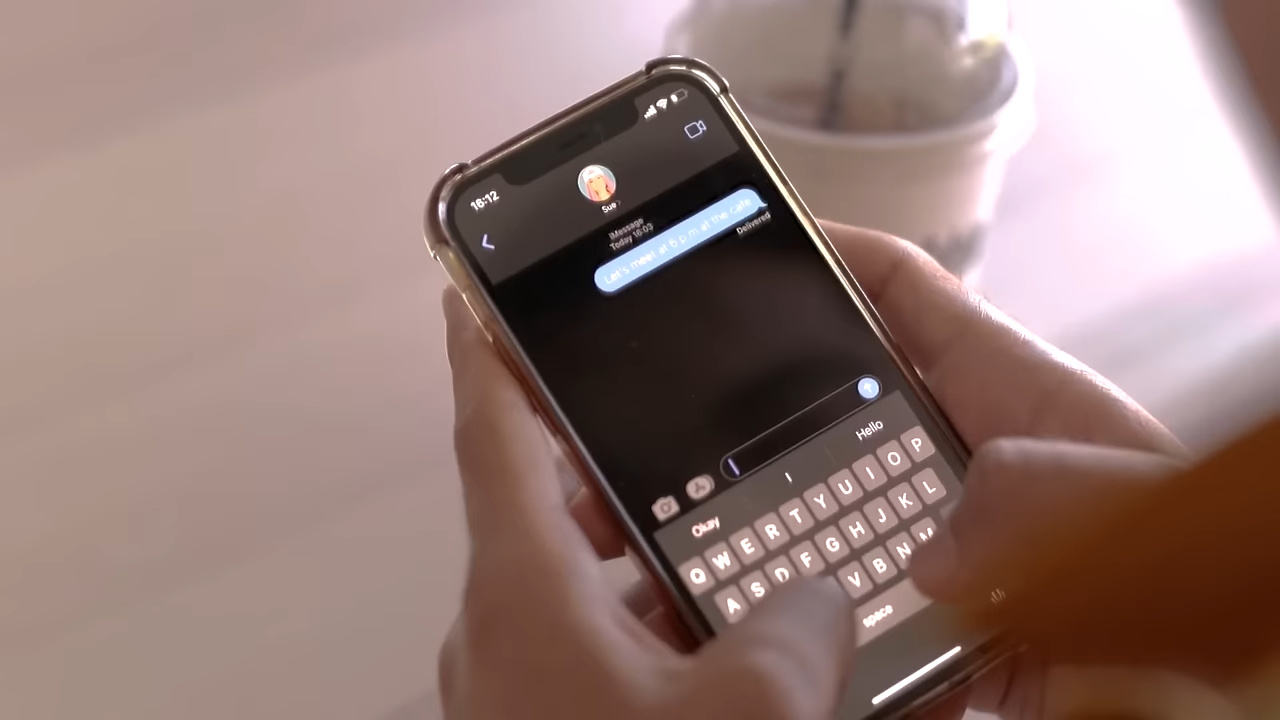 16:12
Sue
iMessage
Today 16:03
Let's meet at 6 p m at the cafe
Delivered
Okay
I
Hello
Q W E R T Y U I O P
A S D F G H J K L
V B N M
space